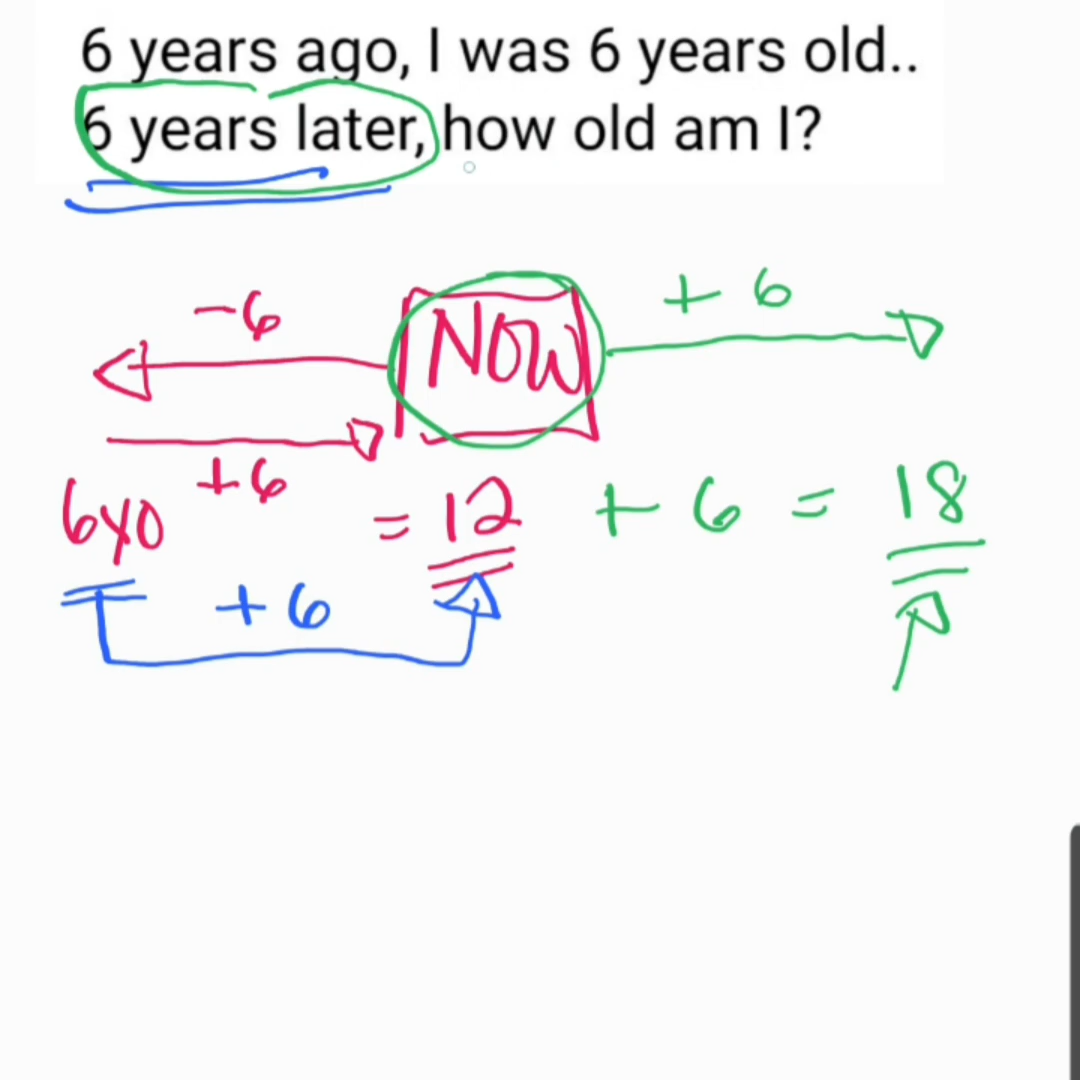 6 years ago, I was 6 years old..
6 years later, how old am I?
-6 NOW + 6
+6
6yo = 12 + 6 = 18
+ 6